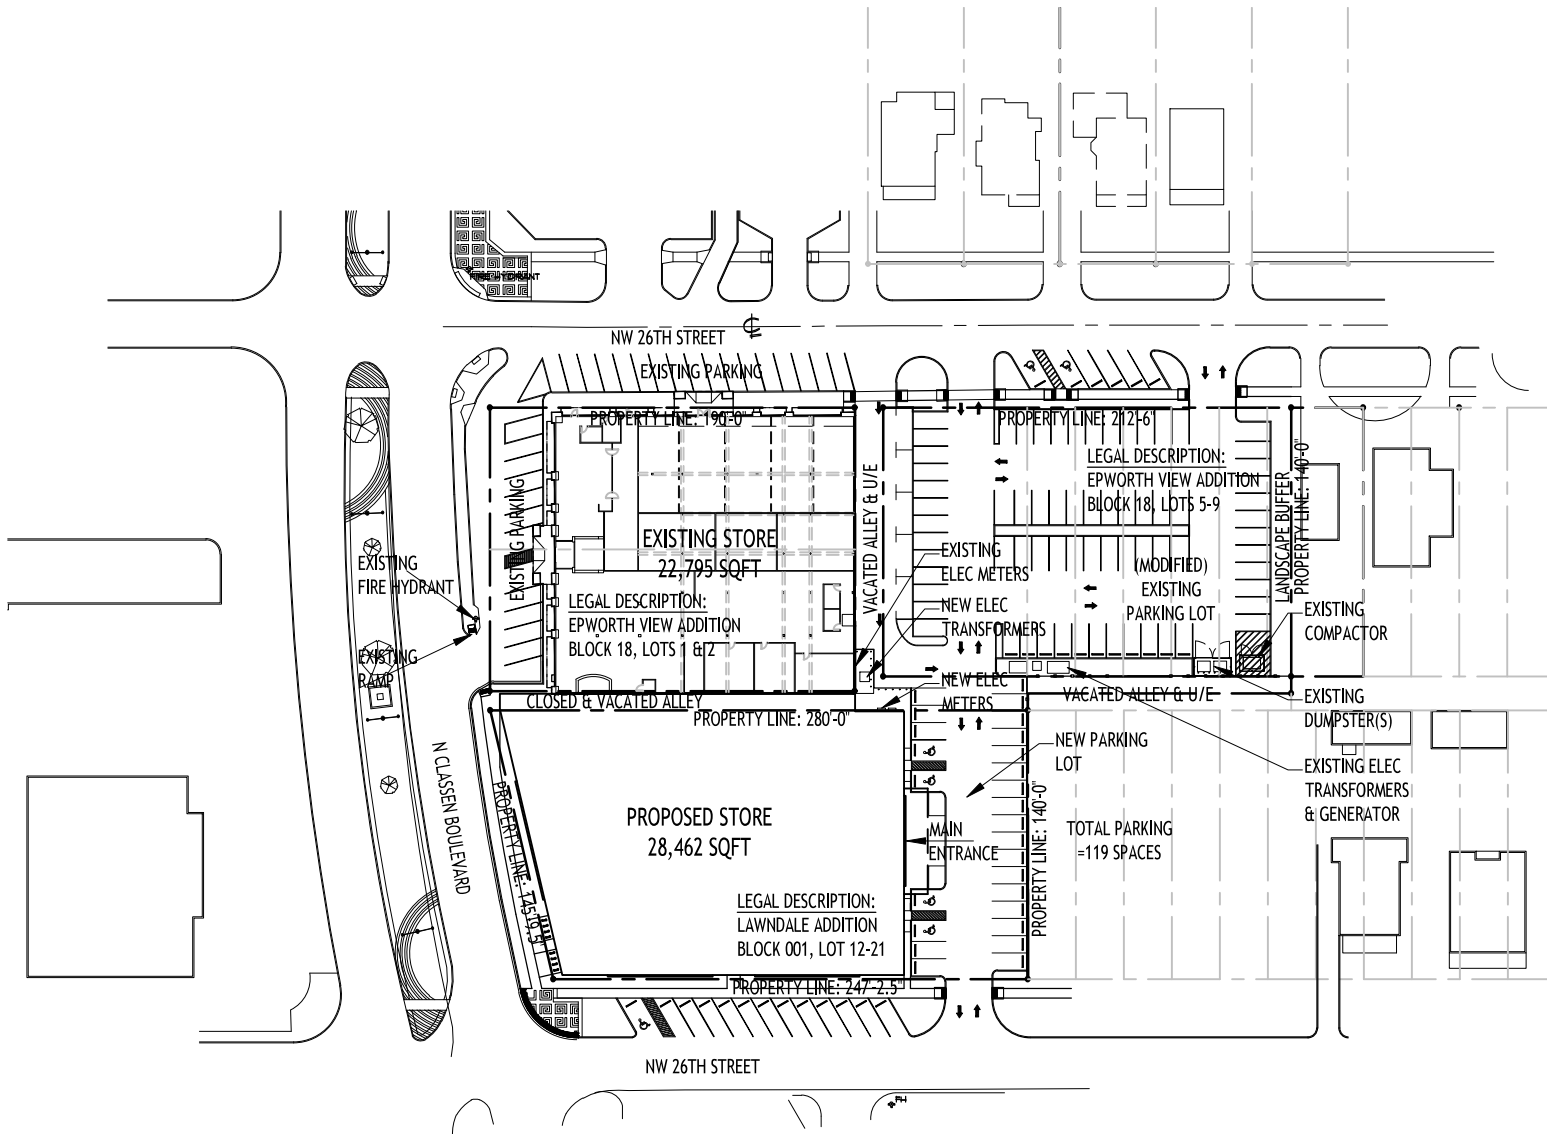 FIRE HYDRANT
NW 26TH STREET
EXISTING PARKING
PROPERTY LINE: 190'-0"
PROPERTY LINE: 212'-6"
LEGAL DESCRIPTION:
EPWORTH VIEW ADDITION
BLOCK 18, LOTS 5-9
PROPERTY LINE: 140'-0"
LANDSCAPE BUFFER
VACATED ALLEY & U/E
EXISTING PARKING
EXISTING STORE
22,795 SQFT
EXISTING
ELEC METERS
(MODIFIED)
EXISTING
PARKING LOT
EXISTING
FIRE HYDRANT
LEGAL DESCRIPTION:
EPWORTH VIEW ADDITION
BLOCK 18, LOTS 1 & 2
NEW ELEC
TRANSFORMERS
EXISTING
COMPACTOR
EXISTING
RAMP
NEW ELEC
METERS
VACATED ALLEY & U/E
EXISTING
DUMPSTER(S)
CLOSED & VACATED ALLEY
PROPERTY LINE: 280'-0"
NEW PARKING
LOT
EXISTING ELEC
TRANSFORMERS
& GENERATOR
N CLASSEN BOULEVARD
PROPERTY LINE: 145'9.5"
PROPOSED STORE
28,462 SQFT
MAIN
ENTRANCE
PROPERTY LINE: 140'-0"
TOTAL PARKING
=119 SPACES
LEGAL DESCRIPTION:
LAWNDALE ADDITION
BLOCK 001, LOT 12-21
PROPERTY LINE: 247'-2.5"
NW 26TH STREET
FH